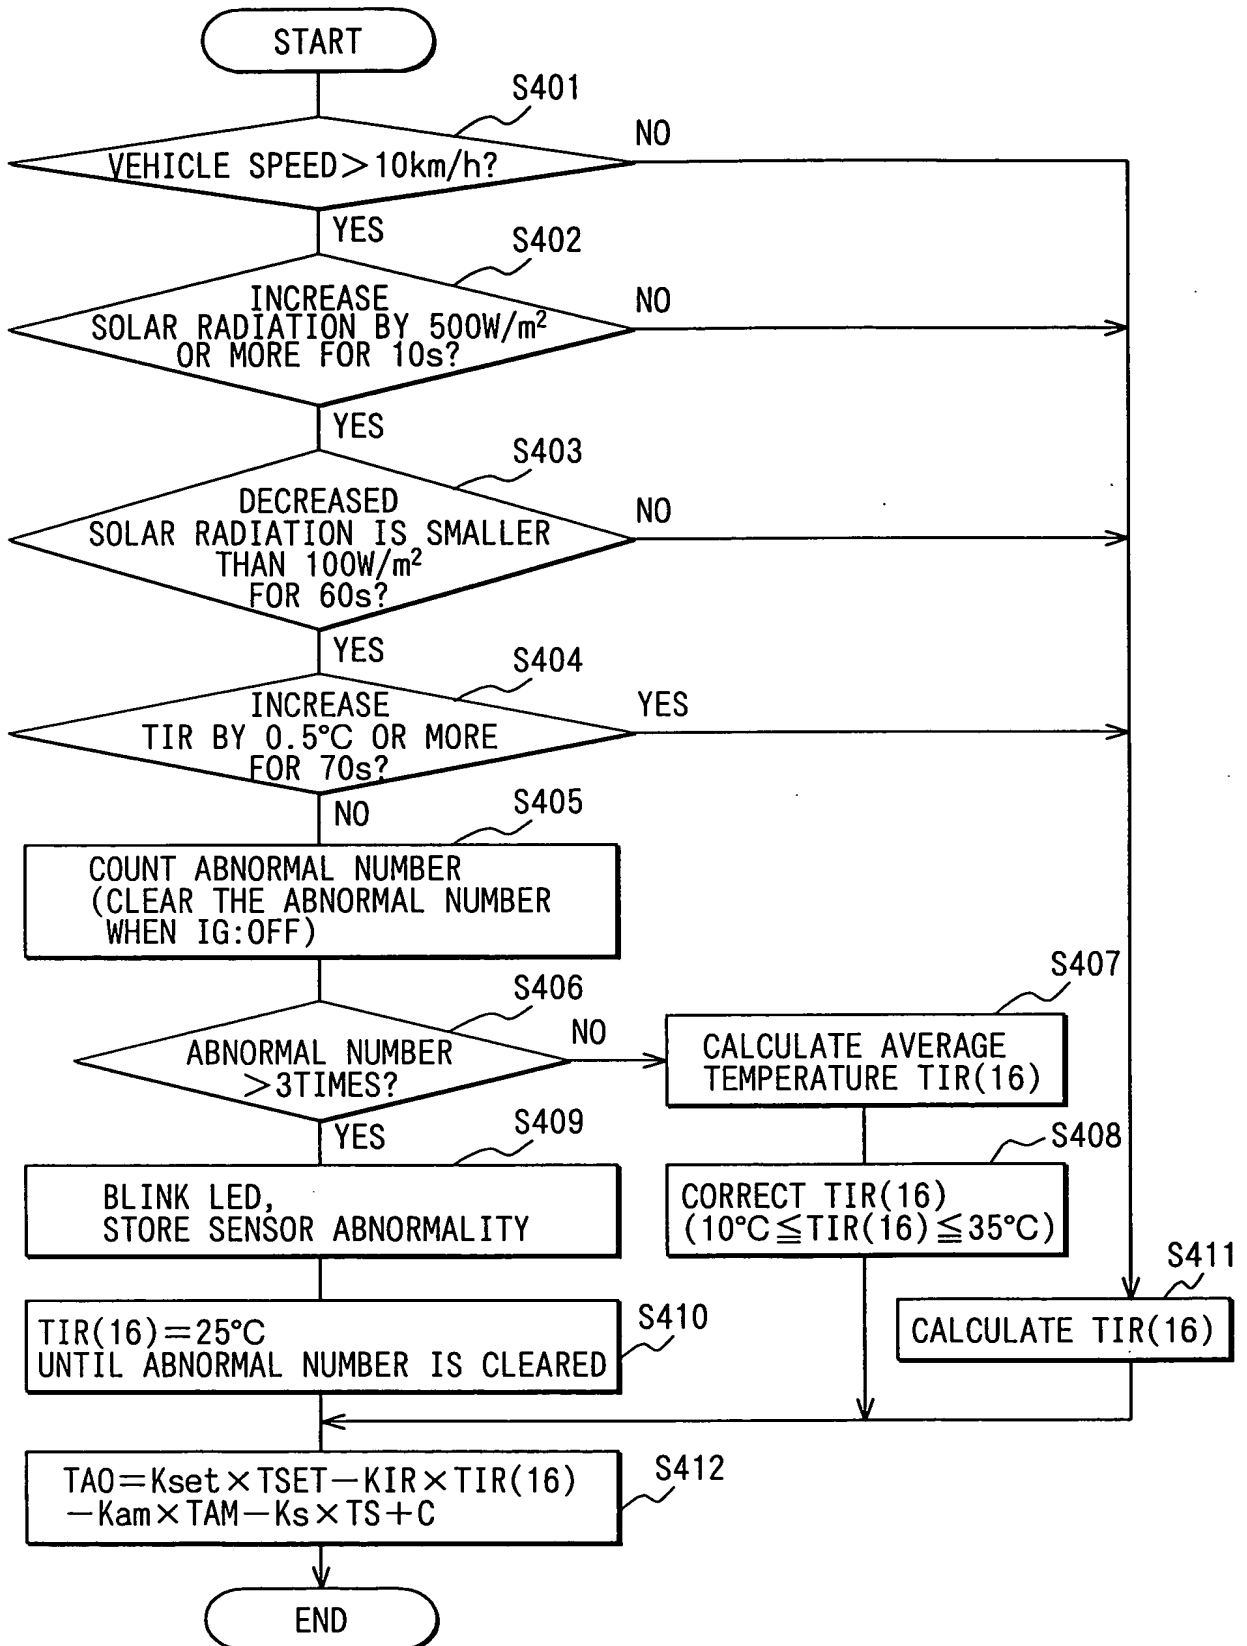 START
S401
VEHICLE SPEED>10km/h?
NO
YES
S402
INCREASE
SOLAR RADIATION BY 500W/m²
OR MORE FOR 10s?
NO
YES
S403
DECREASED
SOLAR RADIATION IS SMALLER
THAN 100W/m²
FOR 60s?
NO
YES
S404
INCREASE
TIR BY 0.5°C OR MORE
FOR 70s?
YES
NO
S405
COUNT ABNORMAL NUMBER
(CLEAR THE ABNORMAL NUMBER
WHEN IG:OFF)
S406
ABNORMAL NUMBER
>3TIMES?
NO
YES
S407
CALCULATE AVERAGE
TEMPERATURE TIR(16)
S408
CORRECT TIR(16)
(10°C≦TIR(16)≦35°C)
S409
BLINK LED,
STORE SENSOR ABNORMALITY
S410
TIR(16)=25°C
UNTIL ABNORMAL NUMBER IS CLEARED
S411
CALCULATE TIR(16)
S412
TAO=Kset×TSET-KIR×TIR(16)
-Kam×TAM-Ks×TS+C
END